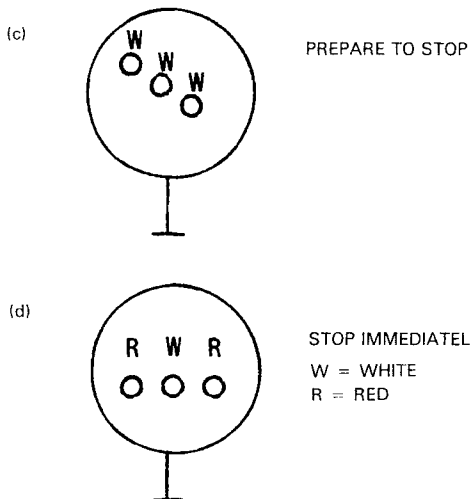 (c)
W
W
W
PREPARE TO STOP
(d)
R W R
STOP IMMEDIATEL
W = WHITE
R = RED